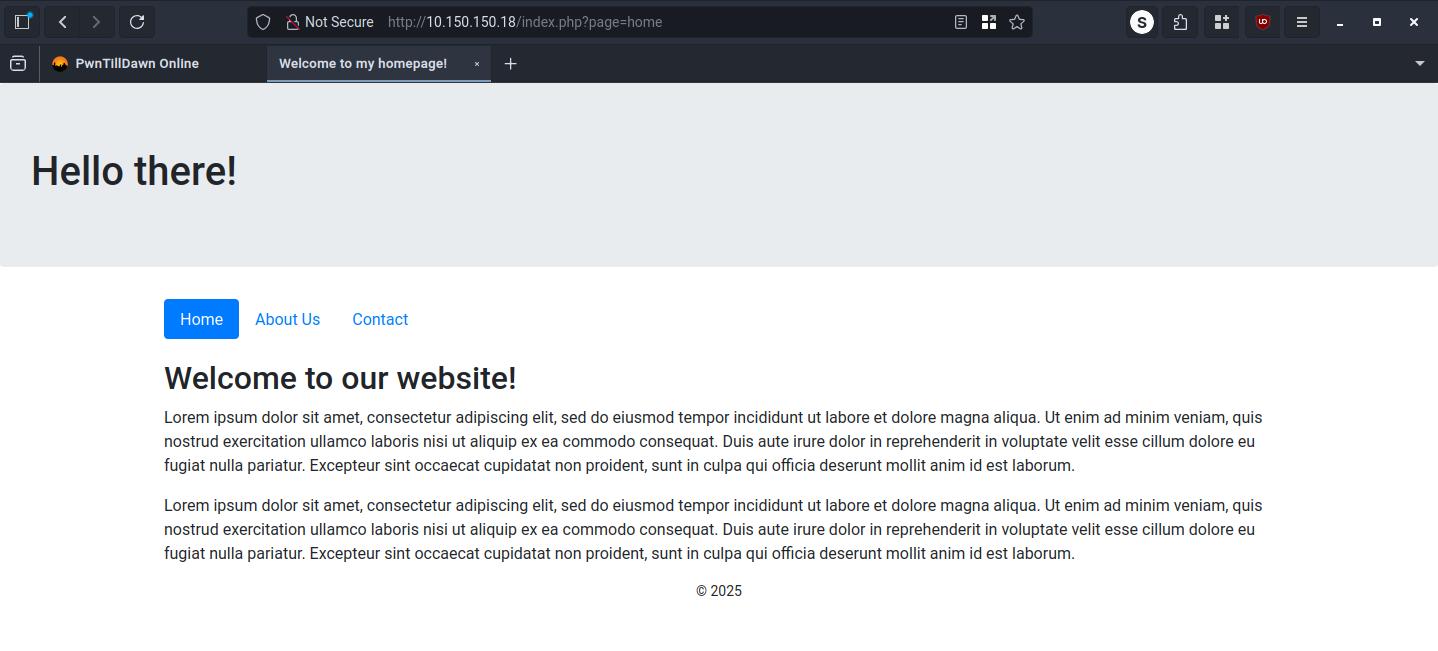 Not Secure http://10.150.150.18/index.php?page=home S UD
PwnTillDawn Online Welcome to my homepage!
Hello there!
Home About Us Contact
Welcome to our website!
Lorem ipsum dolor sit amet, consectetur adipiscing elit, sed do eiusmod tempor incididunt ut labore et dolore magna aliqua. Ut enim ad minim veniam, quis
nostrud exercitation ullamco laboris nisi ut aliquip ex ea commodo consequat. Duis aute irure dolor in reprehenderit in voluptate velit esse cillum dolore eu
fugiat nulla pariatur. Excepteur sint occaecat cupidatat non proident, sunt in culpa qui officia deserunt mollit anim id est laborum.
Lorem ipsum dolor sit amet, consectetur adipiscing elit, sed do eiusmod tempor incididunt ut labore et dolore magna aliqua. Ut enim ad minim veniam, quis
nostrud exercitation ullamco laboris nisi ut aliquip ex ea commodo consequat. Duis aute irure dolor in reprehenderit in voluptate velit esse cillum dolore eu
fugiat nulla pariatur. Excepteur sint occaecat cupidatat non proident, sunt in culpa qui officia deserunt mollit anim id est laborum.
© 2025